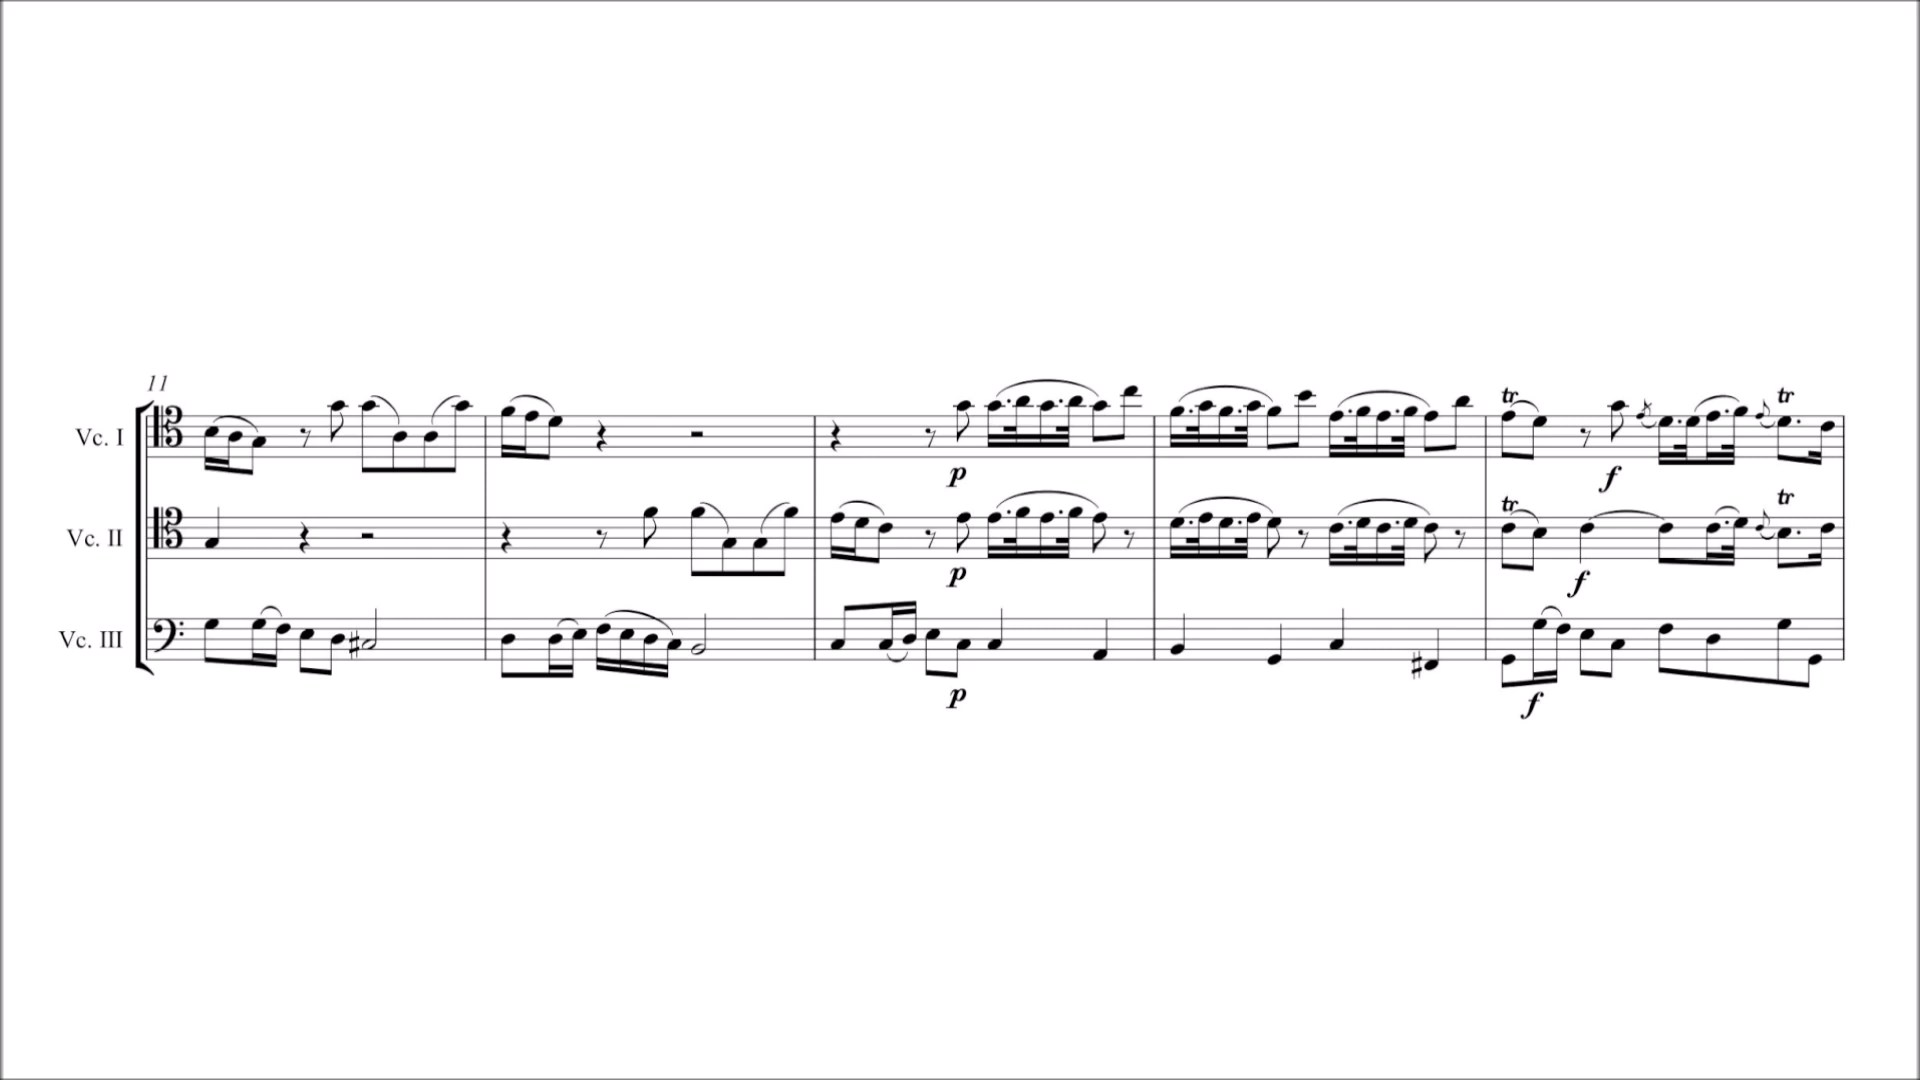 11
tr tr
Vc. I
p f
tr tr
Vc. II
p f
Vc. III
p f